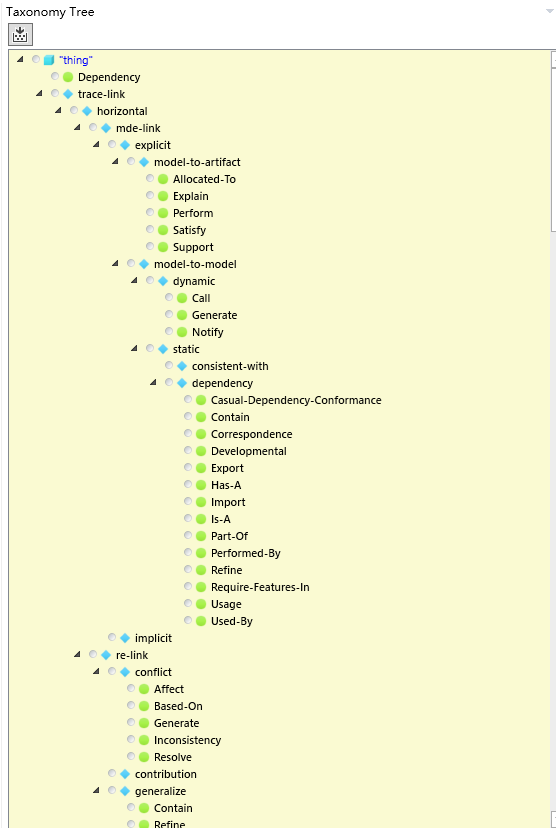 Taxonomy Tree
"thing"
Dependency
trace-link
horizontal
mde-link
explicit
model-to-artifact
Allocated-To
Explain
Perform
Satisfy
Support
model-to-model
dynamic
Call
Generate
Notify
static
consistent-with
dependency
Casual-Dependency-Conformance
Contain
Correspondence
Developmental
Export
Has-A
Import
Is-A
Part-Of
Performed-By
Refine
Require-Features-In
Usage
Used-By
implicit
re-link
conflict
Affect
Based-On
Generate
Inconsistency
Resolve
contribution
generalize
Contain
Refine